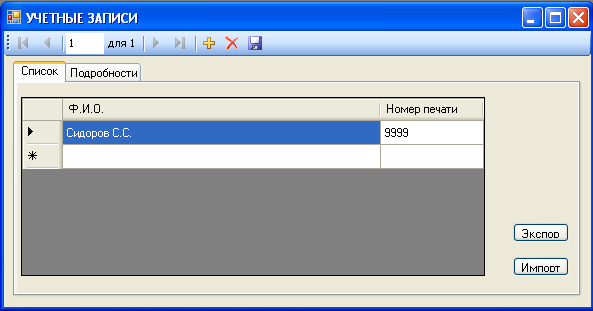 УЧЕТНЫЕ ЗАПИСИ
1 для 1
Список Подробности
Ф.И.О. Номер печати
Сидоров С.С. 9999
Экспор
Импорт